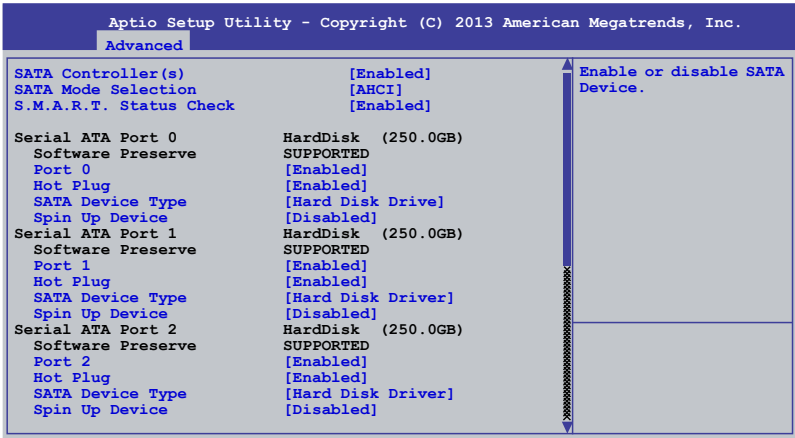 Aptio Setup Utility - Copyright (C) 2013 American Megatrends, Inc.
Advanced
SATA Controller(s) [Enabled]
SATA Mode Selection [AHCI]
S.M.A.R.T. Status Check [Enabled]
Serial ATA Port 0 HardDisk (250.0GB)
Software Preserve SUPPORTED
Port 0 [Enabled]
Hot Plug [Enabled]
SATA Device Type [Hard Disk Drive]
Spin Up Device [Disabled]
Serial ATA Port 1 HardDisk (250.0GB)
Software Preserve SUPPORTED
Port 1 [Enabled]
Hot Plug [Enabled]
SATA Device Type [Hard Disk Driver]
Spin Up Device [Disabled]
Serial ATA Port 2 HardDisk (250.0GB)
Software Preserve SUPPORTED
Port 2 [Enabled]
Hot Plug [Enabled]
SATA Device Type [Hard Disk Driver]
Spin Up Device [Disabled]
Enable or disable SATA
Device.